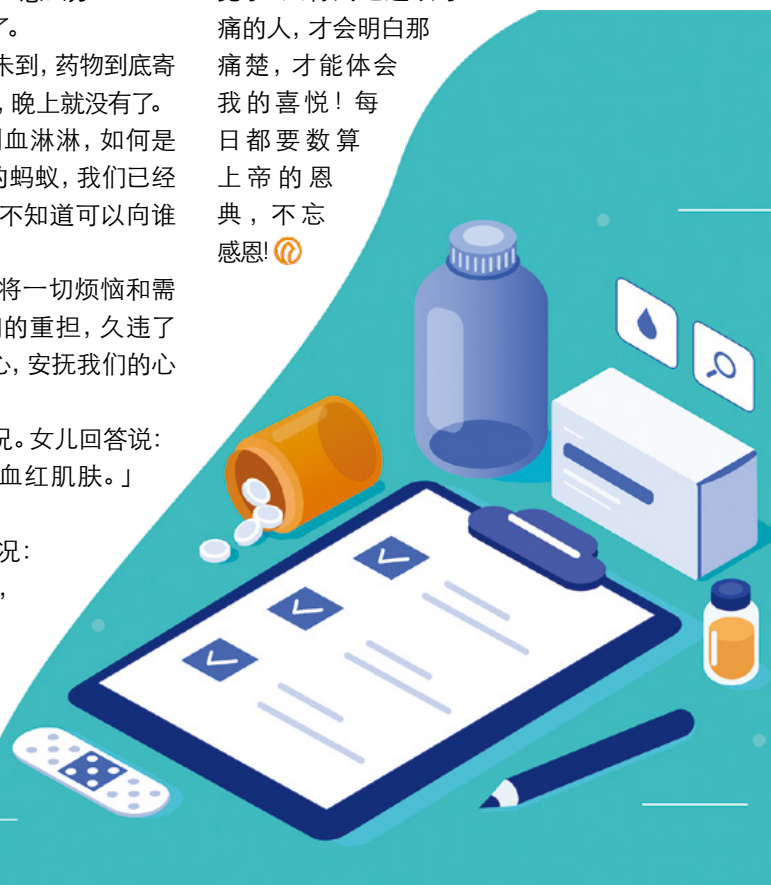 了。
未到, 药物到底寄
, 晚上就没有了。
血淋淋, 如何是
的蚂蚁, 我们已经
不知道可以向谁
将一切烦恼和需
的重担, 久违了
心, 安抚我们的心
况。女儿回答说:
血红肌肤。」
况:
,
痛的人, 才会明白那
痛楚, 才能体会
我的喜悦! 每
日都要数算
上帝的恩
典, 不忘
感恩!